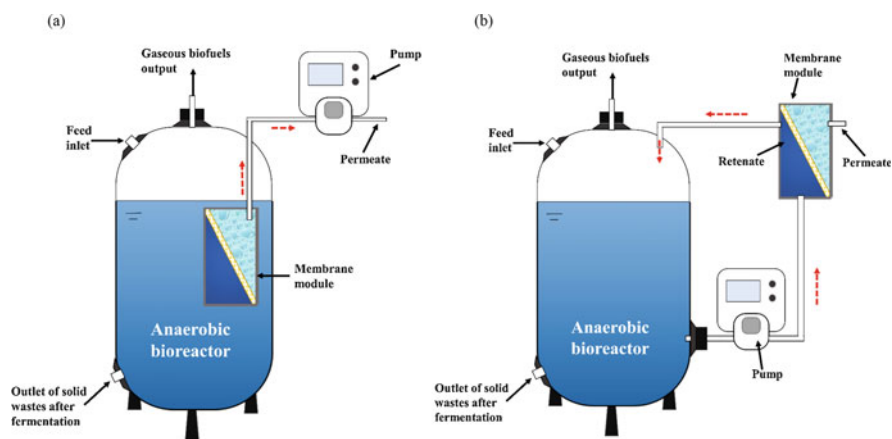 (a)
Gaseous biofuels
output
Pump
Feed
inlet
Permeate
Membrane
module
Anaerobic
bioreactor
Outlet of solid
wastes after
fermentation
(b)
Gaseous biofuels
output
Membrane
module
Feed
inlet
Retenate
Permeate
Anaerobic
bioreactor
Pump
Outlet of solid
wastes after
fermentation